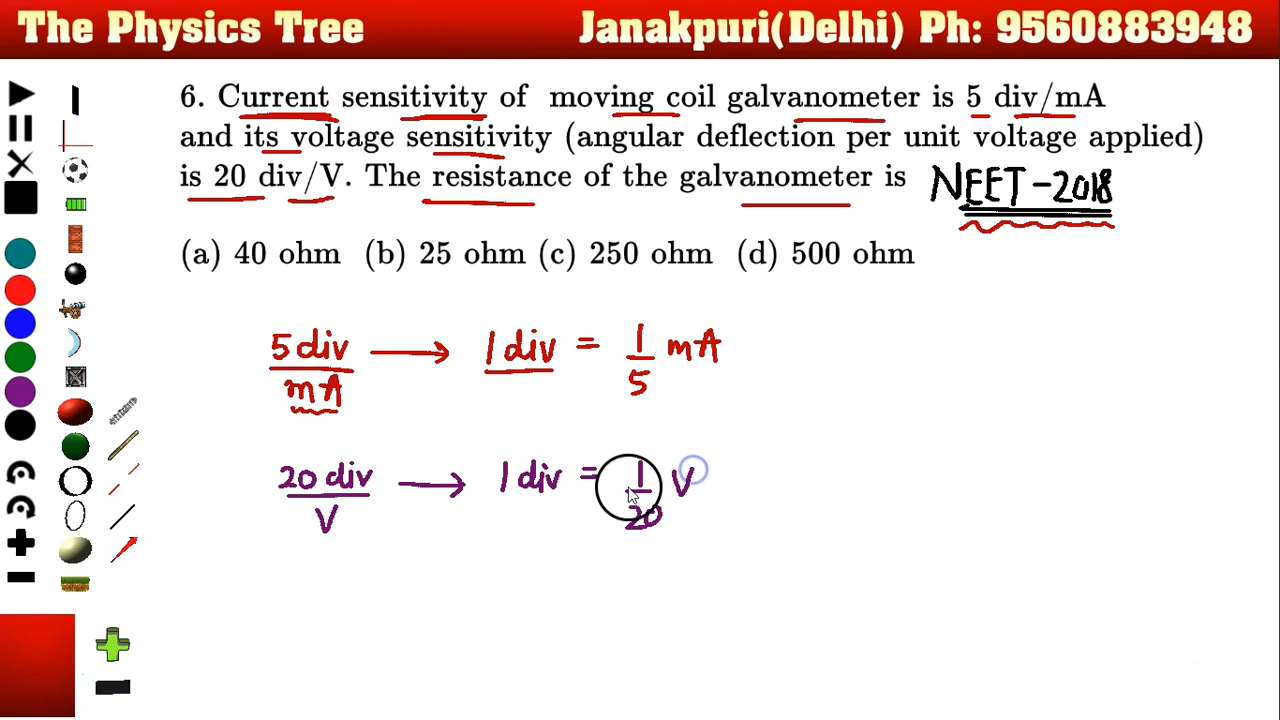 The Physics Tree Janakpuri(Delhi) Ph: 9560883948
6. Current sensitivity of moving coil galvanometer is 5 div/mA
and its voltage sensitivity (angular deflection per unit voltage applied)
is 20 div/V. The resistance of the galvanometer is NEET-2018
(a) 40 ohm (b) 25 ohm (c) 250 ohm (d) 500 ohm
5 div/mA → 1 div = 1/5 mA
20 div/V → 1 div = 1/20 V